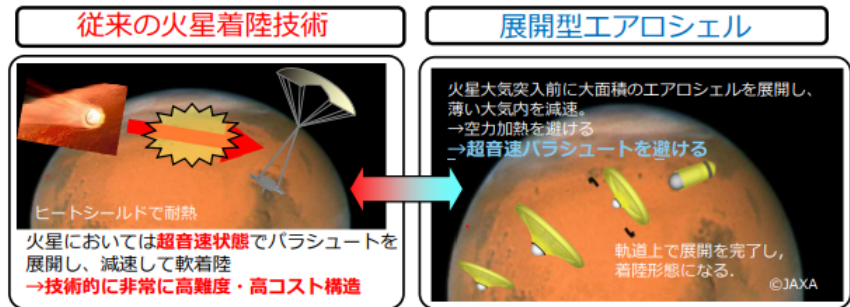 従来の火星着陸技術
展開型エアロシェル
ヒートシールドで耐熱
火星においては超音速状態でパラシュートを
展開し、減速して軟着陸
→技術的に非常に高難度・高コスト構造
火星大気突入前に大面積のエアロシェルを展開し、
薄い大気内を減速。
→空力加熱を避ける
→超音速パラシュートを避ける
軌道上で展開を完了し,
着陸形態になる.
©JAXA